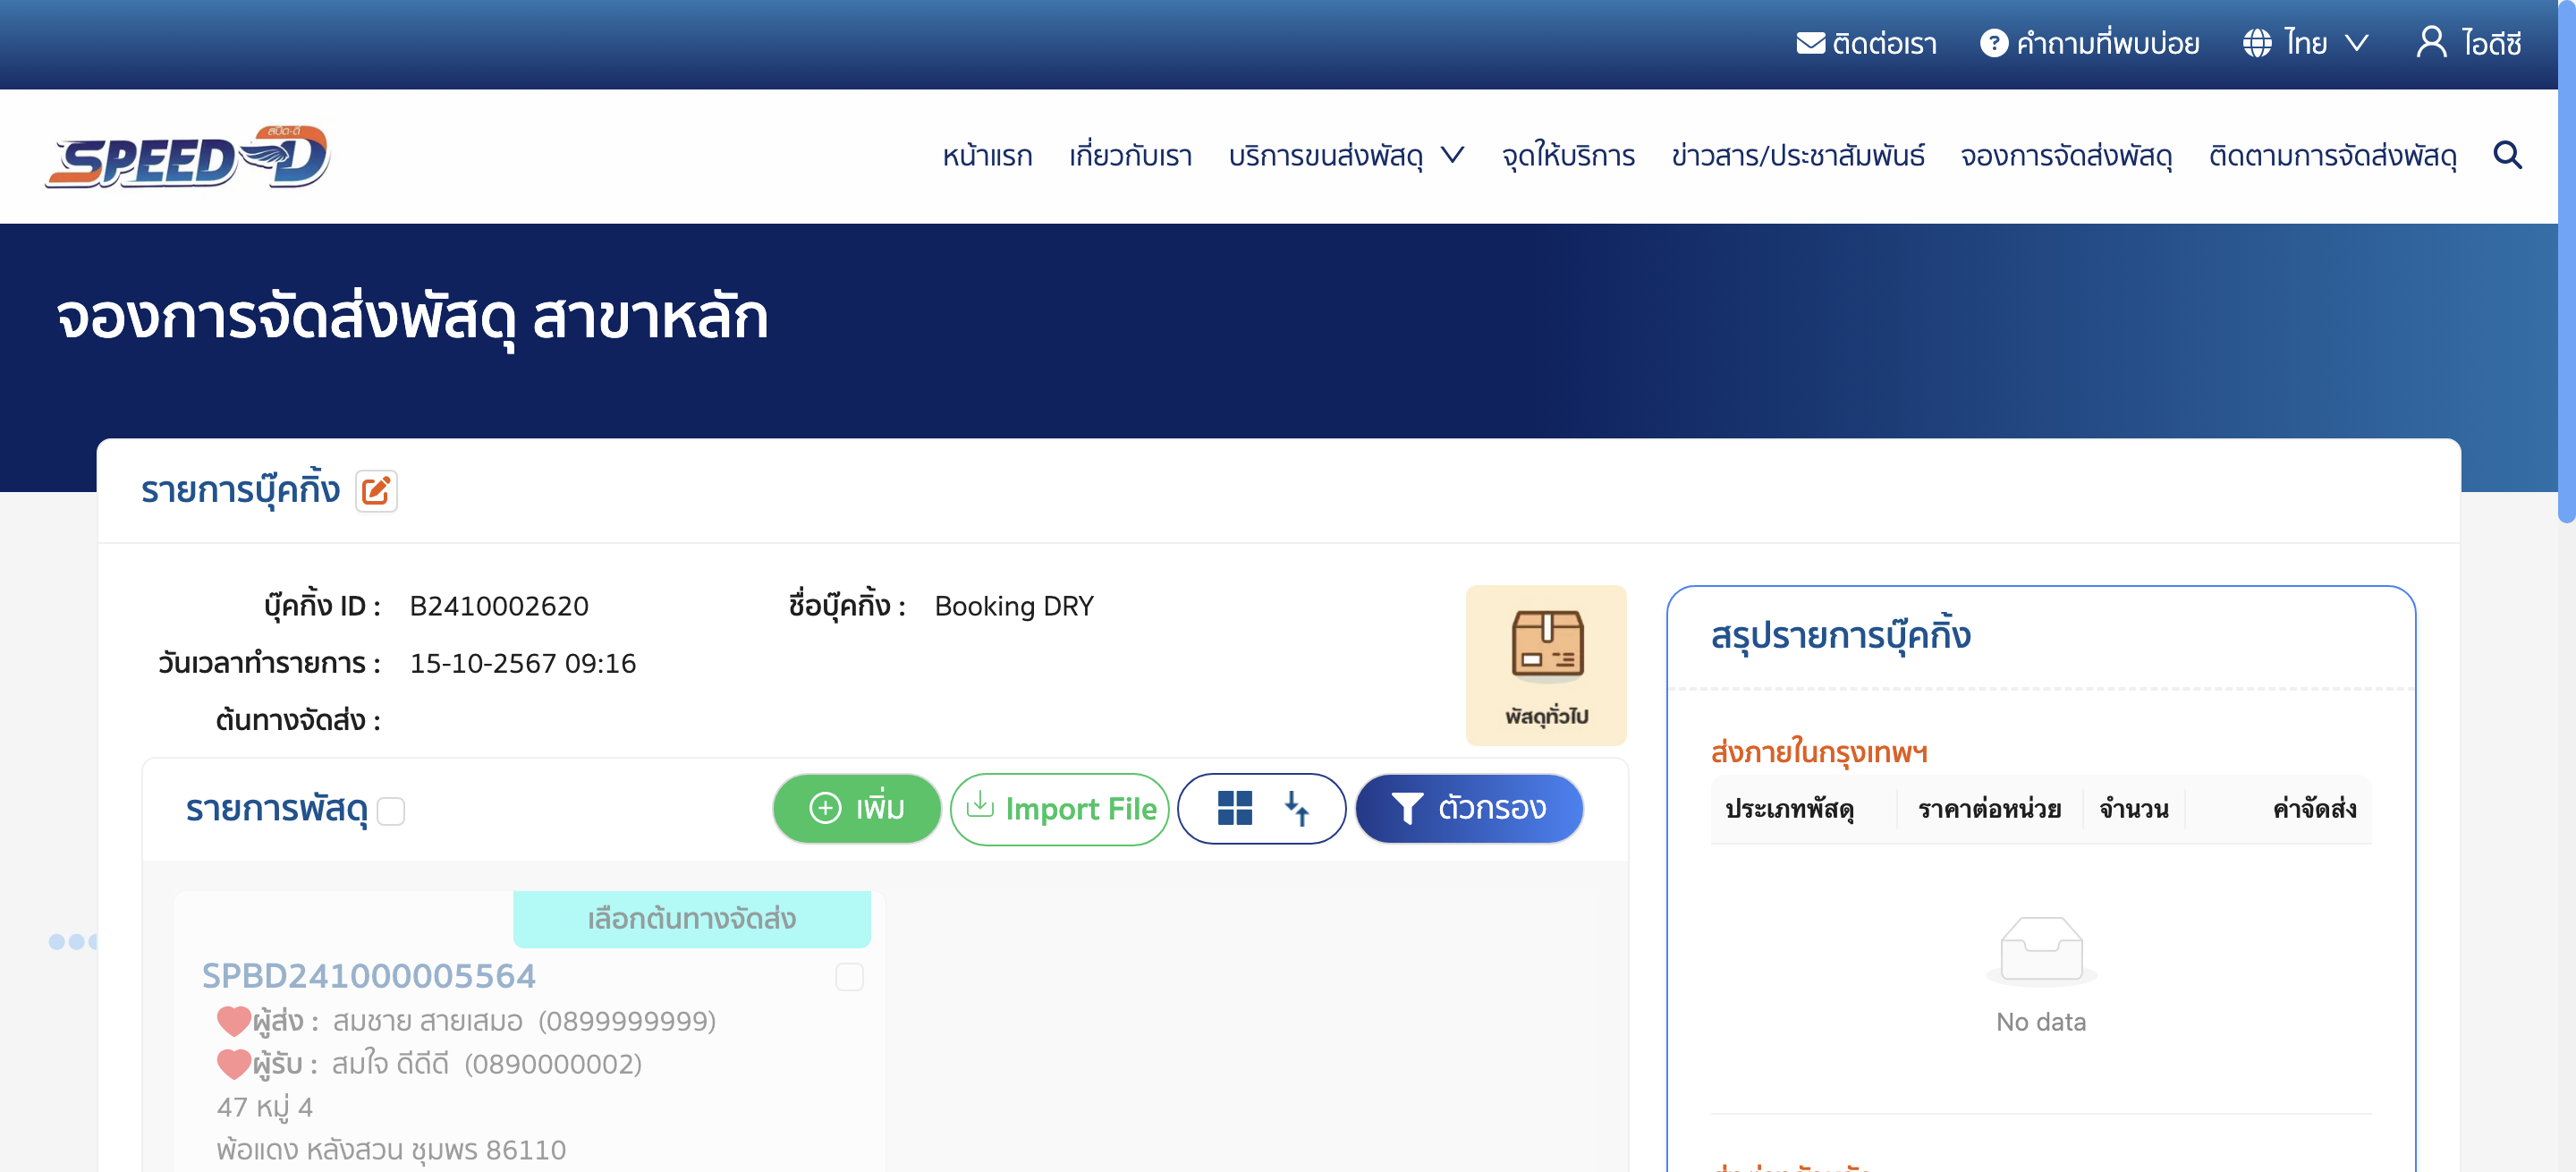 ติดต่อเรา คำถามที่พบบ่อย ไทย ไอดีซี
สปีด-ดี
SPEED-D
หน้าแรก เกี่ยวกับเรา บริการขนส่งพัสดุ จุดให้บริการ ข่าวสาร/ประชาสัมพันธ์ จองการจัดส่งพัสดุ ติดตามการจัดส่งพัสดุ
จองการจัดส่งพัสดุ สาขาหลัก
รายการบุ๊คกิ้ง
บุ๊คกิ้ง ID : B2410002620 ชื่อบุ๊คกิ้ง : Booking DRY
วันเวลาทำรายการ : 15-10-2567 09:16
ต้นทางจัดส่ง :
พัสดุทั่วไป
รายการพัสดุ เพิ่ม Import File ตัวกรอง
เลือกต้นทางจัดส่ง
SPBD241000005564
ผู้ส่ง : สมชาย สายเสมอ (0899999999)
ผู้รับ : สมใจ ดีดีดี (0890000002)
47 หมู่ 4
พ้อแดง หลังสวน ชุมพร 86110
สรุปรายการบุ๊คกิ้ง
ส่งภายในกรุงเทพฯ
ประเภทพัสดุ ราคาต่อหน่วย จำนวน ค่าจัดส่ง
No data